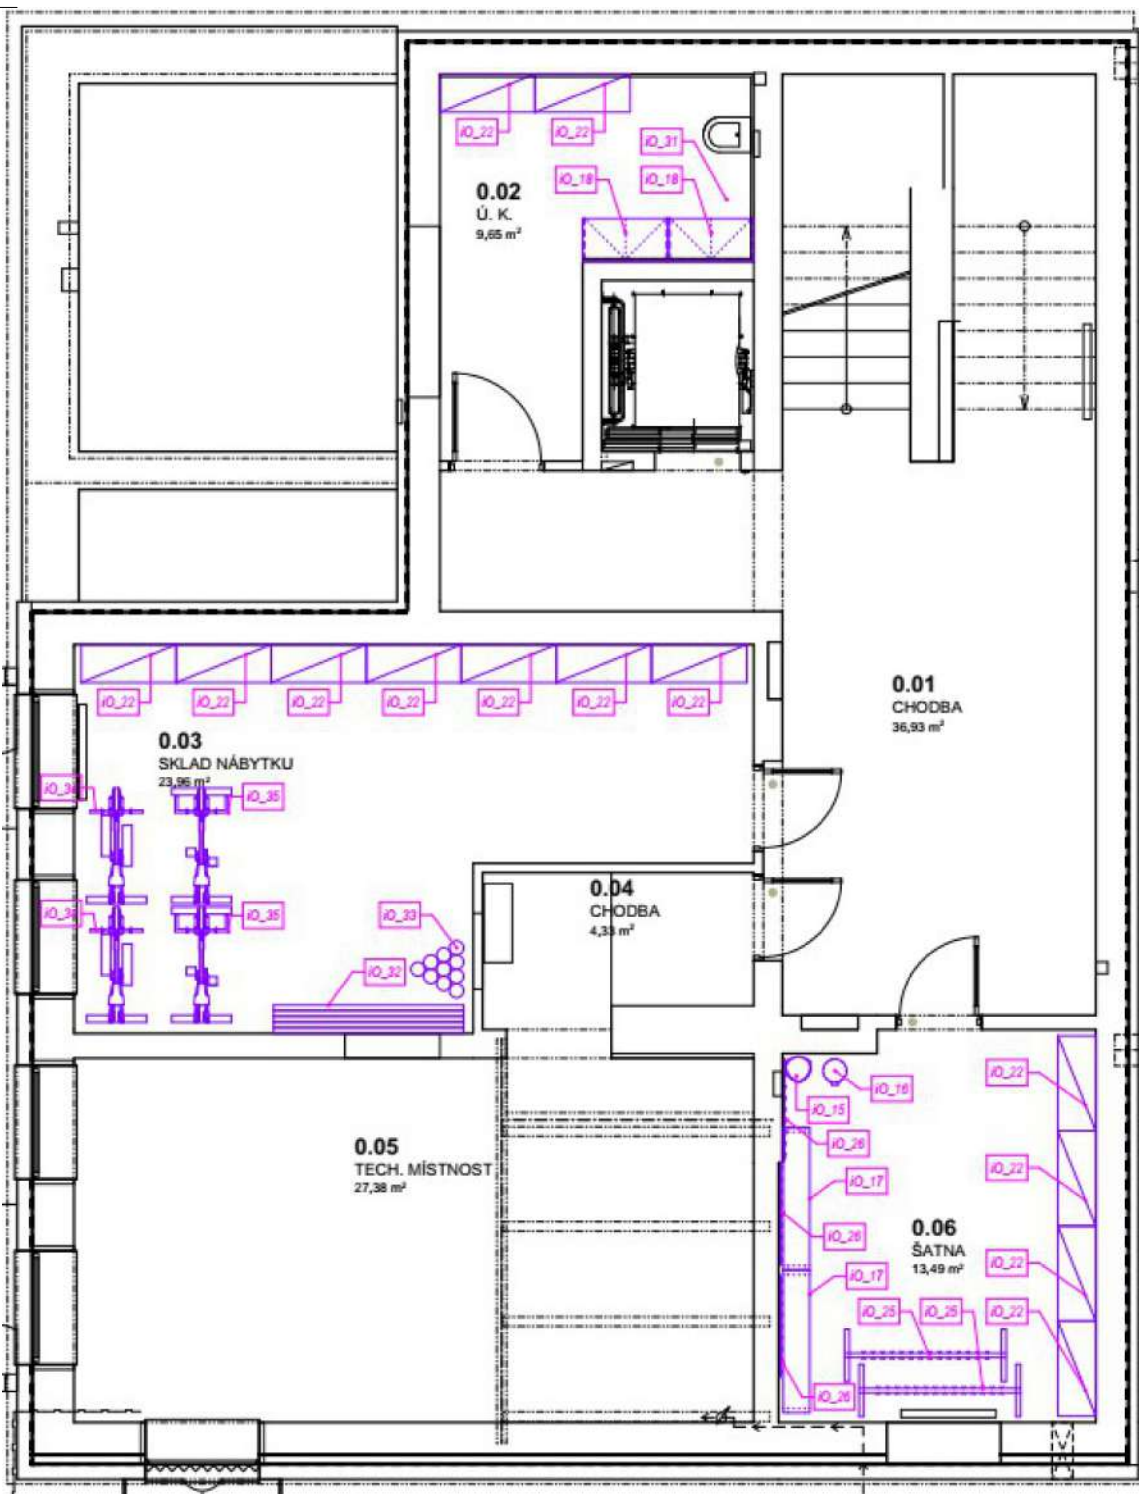 iO_22
iO_22
iO_31
iO_18
iO_18
0.02
Ú. K.
9,65 m²
0.01
CHODBA
36,93 m²
iO_22
iO_22
iO_22
iO_22
iO_22
iO_22
iO_22
0.03
SKLAD NÁBYTKU
23,96 m²
iO_35
0.04
CHODBA
4,33 m²
iO_35
iO_33
iO_32
iO_22
iO_16
iO_15
iO_26
0.05
TECH. MÍSTNOST
27,38 m²
iO_22
iO_17
iO_26
0.06
ŠATNA
13,49 m²
iO_22
iO_17
iO_25
iO_25
iO_22
iO_26